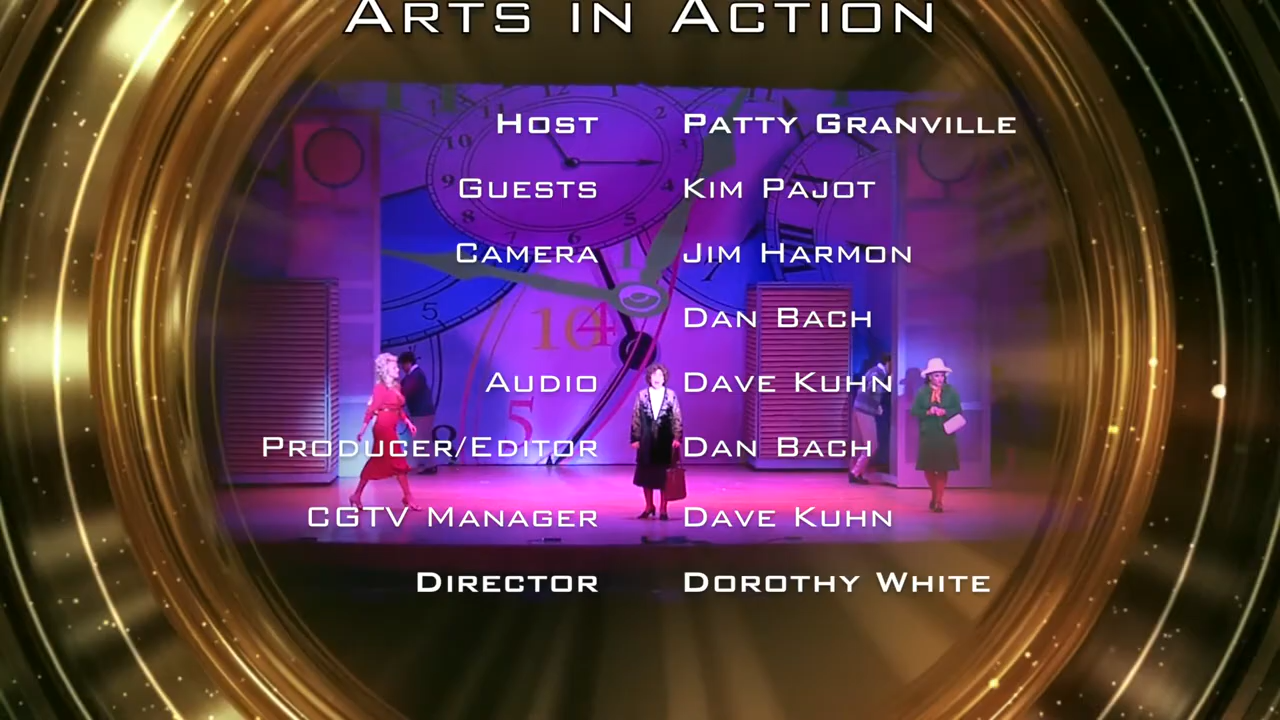 ARTS IN ACTION
HOST PATTY GRANVILLE
GUESTS KIM PAJOT
CAMERA JIM HARMON
DAN BACH
AUDIO DAVE KUHN
PRODUCER/EDITOR DAN BACH
CGTV MANAGER DAVE KUHN
DIRECTOR DOROTHY WHITE